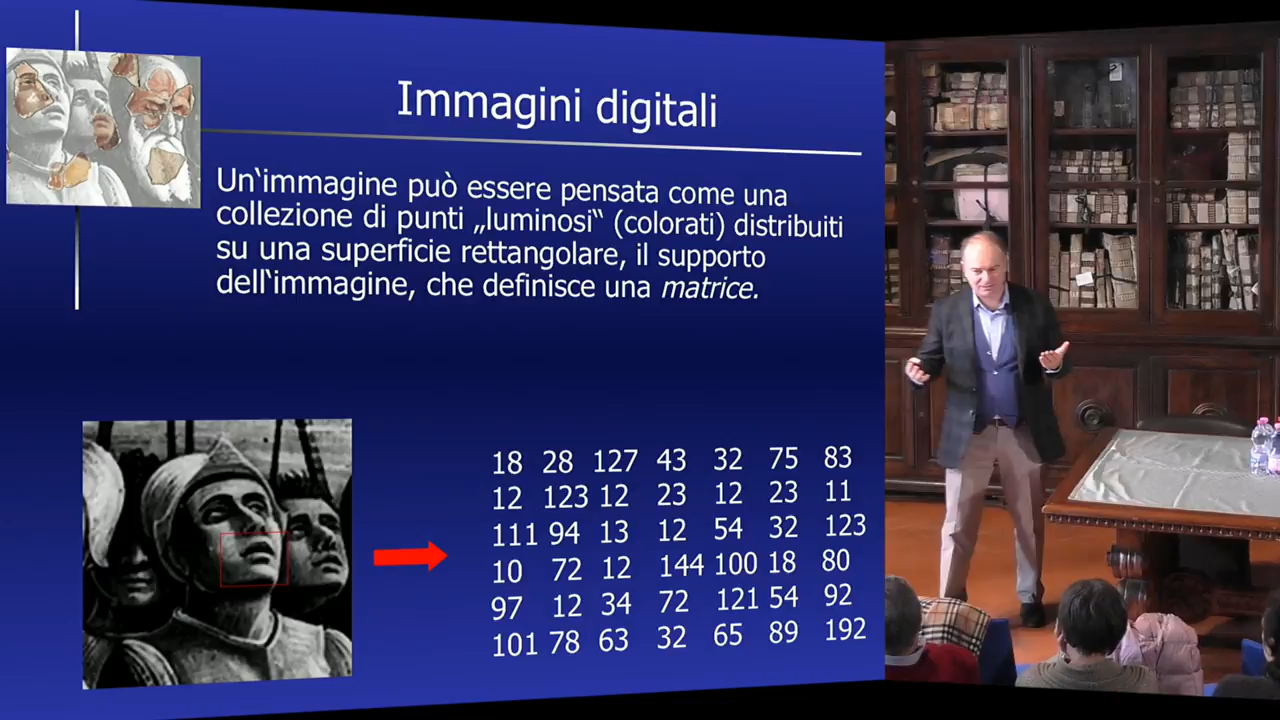 Immagini digitali
Un‘immagine può essere pensata come una
collezione di punti „luminosi“ (colorati) distribuiti
su una superficie rettangolare, il supporto
dell‘immagine, che definisce una matrice.
18 28 127 43 32 75 83
12 123 12 23 12 23 11
111 94 13 12 54 32 123
10 72 12 144 100 18 80
97 12 34 72 121 54 92
101 78 63 32 65 89 192